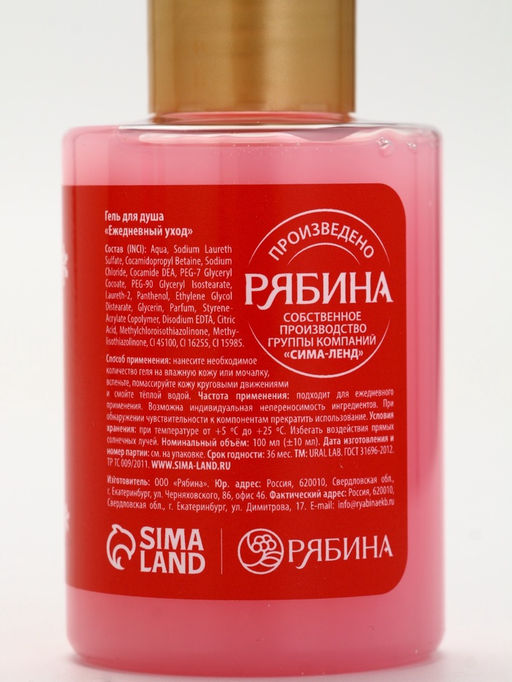 Гель для душа
«Ежедневный уход»
Состав (INCI): Aqua, Sodium Laureth
Sulfate, Cocamidopropyl Betaine, Sodium
Chloride, Cocamide DEA, PEG-7 Glyceryl
Cocoate, PEG-90 Glyceryl Isostearate,
Laureth-2, Panthenol, Ethylene Glycol
Distearate, Glycerin, Parfum, Styrene-
Acrylate Copolymer, Disodium EDTA, Citric
Acid, Methylchloroisothiazolinone, Methy-
lisothiazolinone, CI 45100, CI 16255, CI 15985.
ПРОИЗВЕДЕНО
РЯБИНА
СОБСТВЕННОЕ
ПРОИЗВОДСТВО
ГРУППЫ КОМПАНИЙ
«СИМА-ЛЕНД»
Способ применения: нанесите необходимое
количество геля на влажную кожу или мочалку,
вспеньте, помассируйте кожу круговыми движениями
и смойте тёплой водой. Частота применения: подходит для ежедневного
применения. Возможна индивидуальная непереносимость ингредиентов. При
обнаружении чувствительности к компонентам прекратить использование. Условия
хранения: при температуре от +5 ºC до +25 ºC. Избегать воздействия прямых
солнечных лучей. Номинальный объём: 100 мл (±10 мл). Дата изготовления и
номер партии: см. на упаковке. Срок годности: 36 мес. TM: URAL LAB. ГОСТ 31696-2012.
ТР ТС 009/2011. WWW.SIMA-LAND.RU
Изготовитель: ООО «Рябина». Юр. адрес: Россия, 620010, Свердловская обл.,
г. Екатеринбург, ул. Черняховского, 86, офис 46. Фактический адрес: Россия, 620010,
Свердловская обл., г. Екатеринбург, ул. Димитрова, 17. E-mail: info@ryabinaekb.ru
SIMA
LAND
РЯБИНА